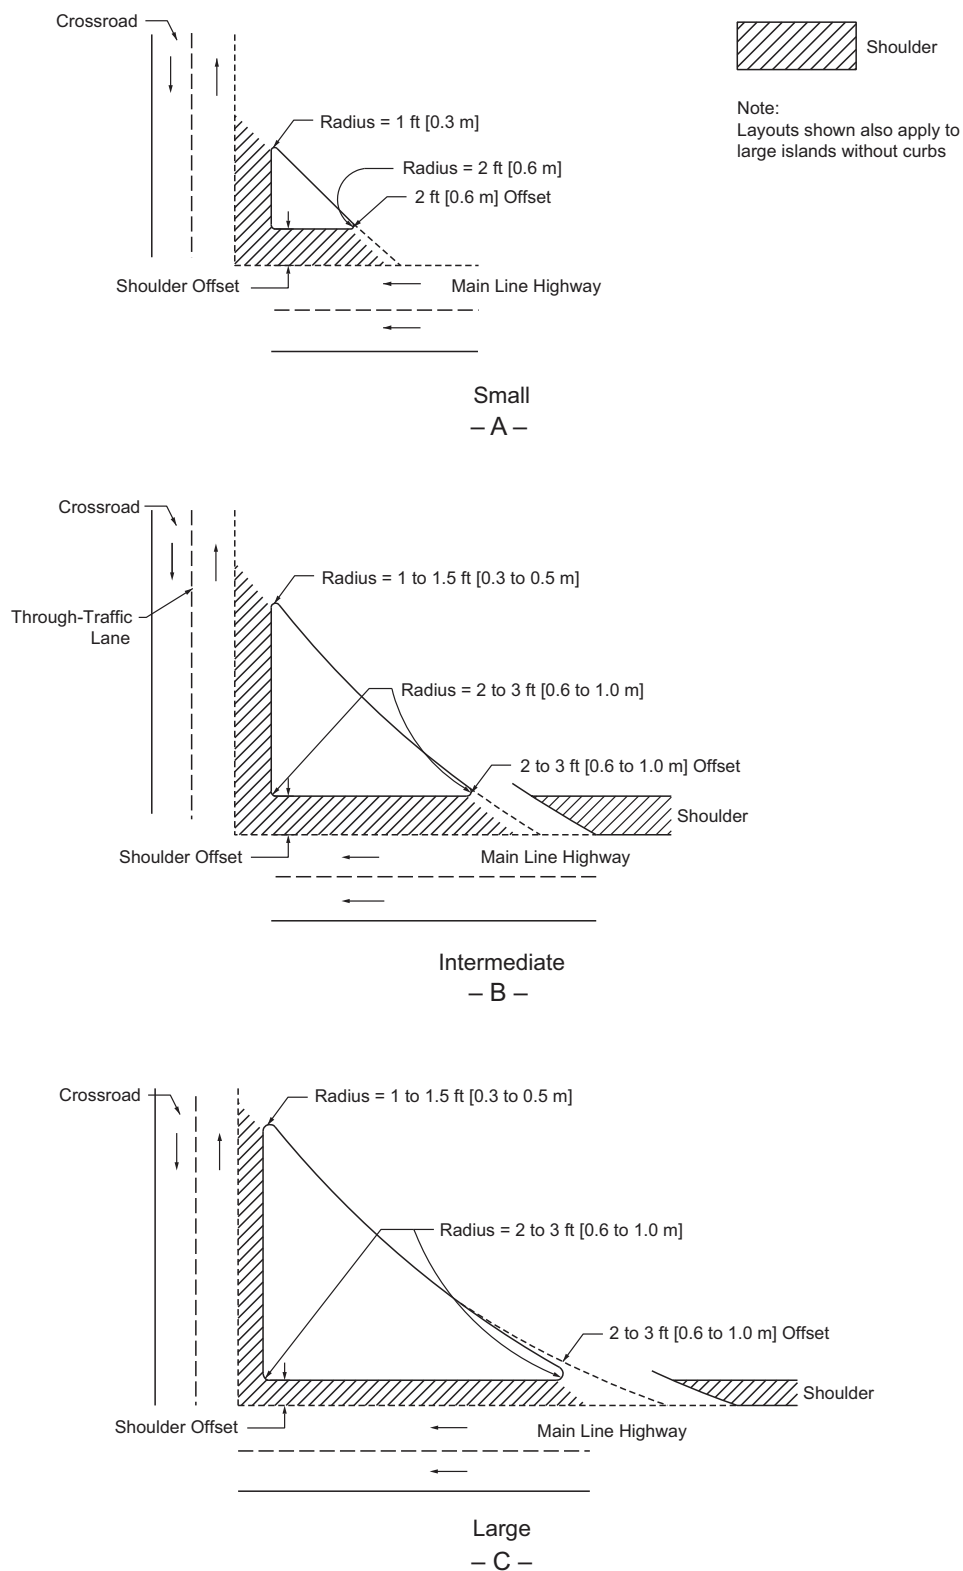 Crossroad
Shoulder
Note:
Layouts shown also apply to
large islands without curbs
Radius = 1 ft [0.3 m]
Radius = 2 ft [0.6 m]
2 ft [0.6 m] Offset
Shoulder Offset
Main Line Highway
Small
– A –
Crossroad
Radius = 1 to 1.5 ft [0.3 to 0.5 m]
Through-Traffic
Lane
Radius = 2 to 3 ft [0.6 to 1.0 m]
2 to 3 ft [0.6 to 1.0 m] Offset
Shoulder
Shoulder Offset
Main Line Highway
Intermediate
– B –
Crossroad
Radius = 1 to 1.5 ft [0.3 to 0.5 m]
Radius = 2 to 3 ft [0.6 to 1.0 m]
2 to 3 ft [0.6 to 1.0 m] Offset
Shoulder
Shoulder Offset
Main Line Highway
Large
– C –